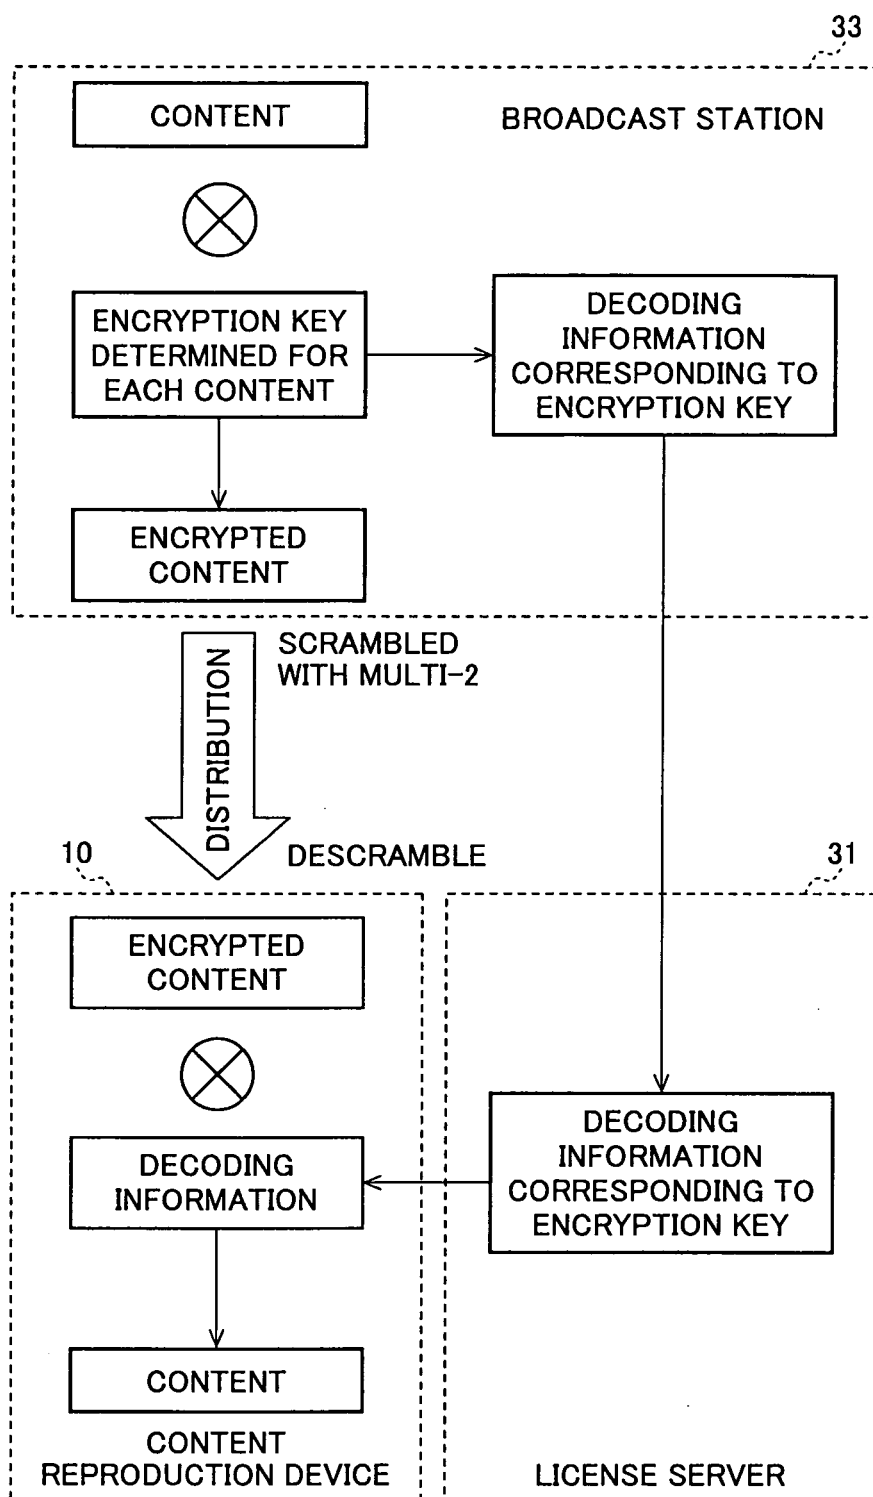 33
CONTENT
BROADCAST STATION
ENCRYPTION KEY
DETERMINED FOR
EACH CONTENT
DECODING
INFORMATION
CORRESPONDING TO
ENCRYPTION KEY
ENCRYPTED
CONTENT
SCRAMBLED
WITH MULTI-2
DISTRIBUTION
DESCRAMBLE
10
31
ENCRYPTED
CONTENT
DECODING
INFORMATION
DECODING
INFORMATION
CORRESPONDING TO
ENCRYPTION KEY
CONTENT
CONTENT
REPRODUCTION DEVICE
LICENSE SERVER